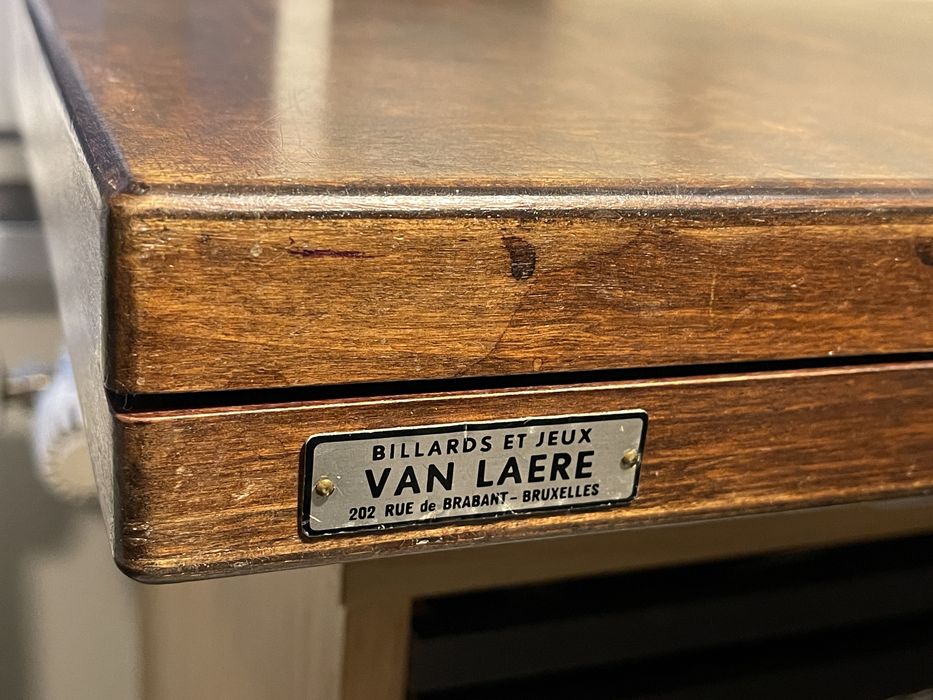 BILLARDS ET JEUX
VAN LAERE
202 RUE de BRABANT - BRUXELLES